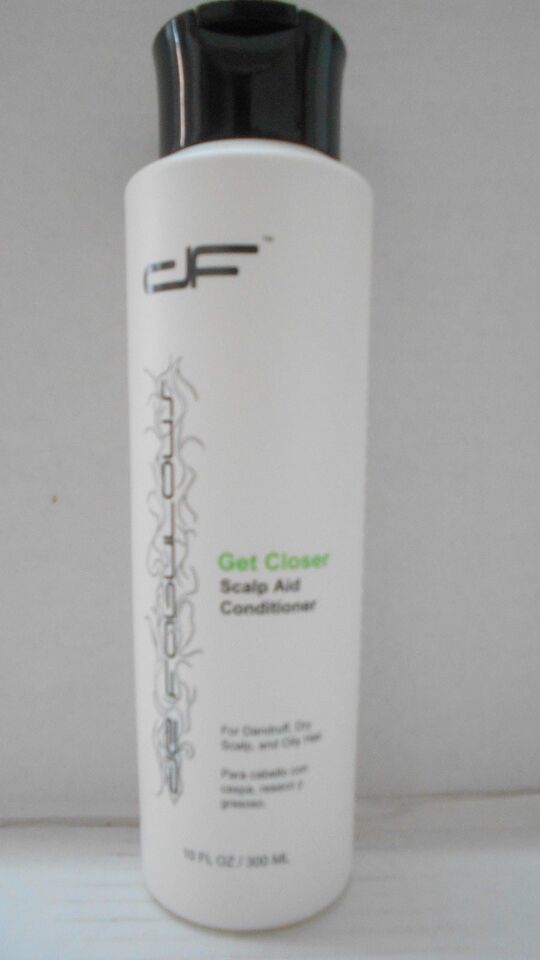 DF™
Get Closer
Scalp Aid
Conditioner
For Dandruff, Dry
Scalp, and Oily Hair.
Para cabello con
caspa, reseco y
grasoso.
10 FL OZ / 300 ML